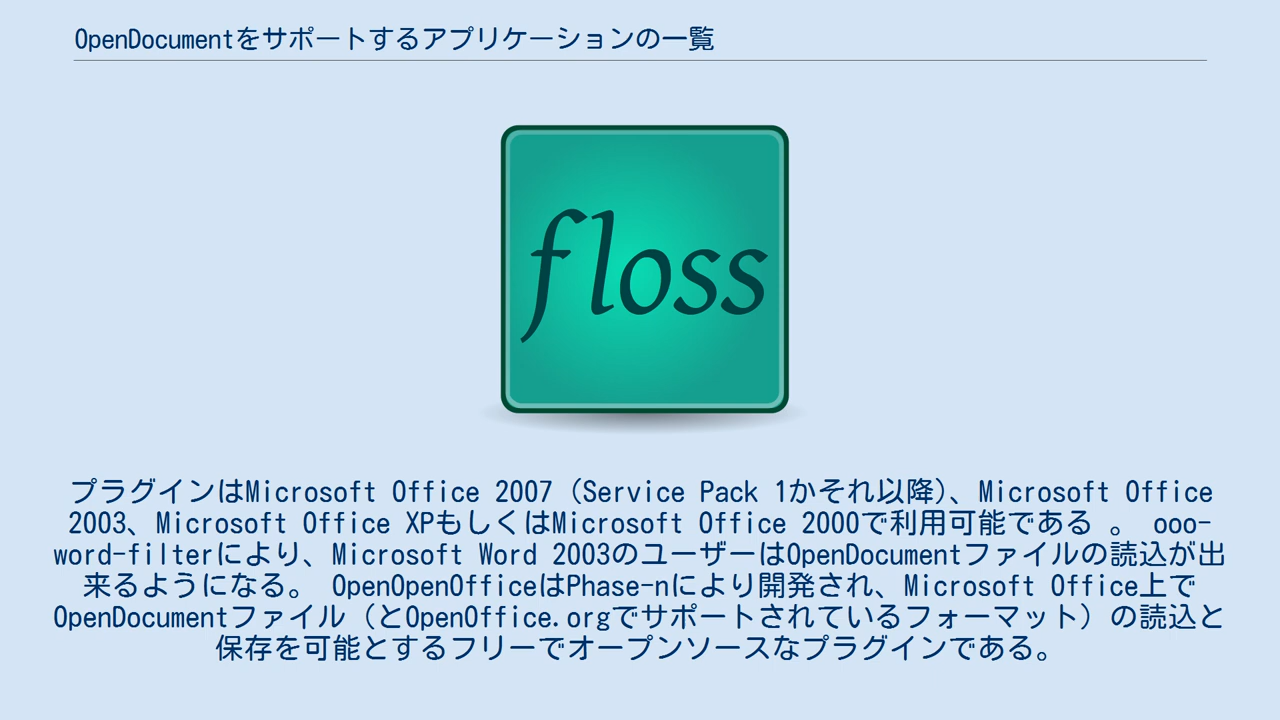 OpenDocumentをサポートするアプリケーションの一覧
floss
プラグインはMicrosoft Office 2007（Service Pack 1かそれ以降）、Microsoft Office
2003、Microsoft Office XPもしくはMicrosoft Office 2000で利用可能である 。 ooo-
word-filterにより、Microsoft Word 2003のユーザーはOpenDocumentファイルの読込が出
来るようになる。 OpenOpenOfficeはPhase-nにより開発され、Microsoft Office上で
OpenDocumentファイル（とOpenOffice.orgでサポートされているフォーマット）の読込と
保存を可能とするフリーでオープンソースなプラグインである。